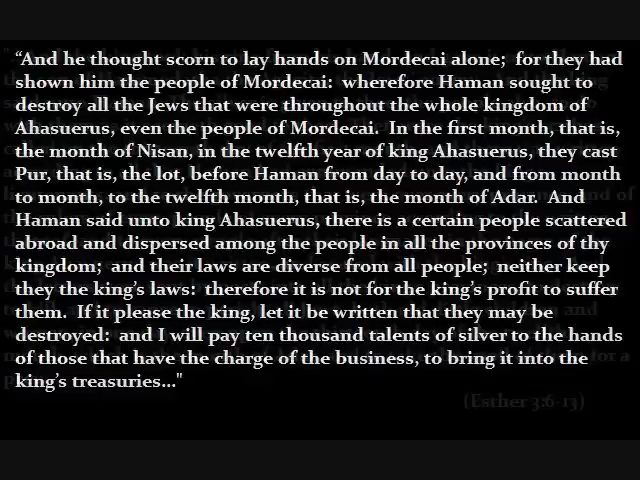 “And he thought scorn to lay hands on Mordecai alone;  for they had
shown him the people of Mordecai:  wherefore Haman sought to
destroy all the Jews that were throughout the whole kingdom of
Ahasuerus, even the people of Mordecai.  In the first month, that is,
the month of Nisan, in the twelfth year of king Ahasuerus, they cast
Pur, that is, the lot, before Haman from day to day, and from month
to month, to the twelfth month, that is, the month of Adar.  And
Haman said unto king Ahasuerus, there is a certain people scattered
abroad and dispersed among the people in all the provinces of thy
kingdom;  and their laws are diverse from all people; neither keep
they the king’s laws:  therefore it is not for the king’s profit to suffer
them.  If it please the king, let it be written that they may be
destroyed:  and I will pay ten thousand talents of silver to the hands
of those that have the charge of the business, to bring it into the
king’s treasuries..."
(Esther 3:6-13)